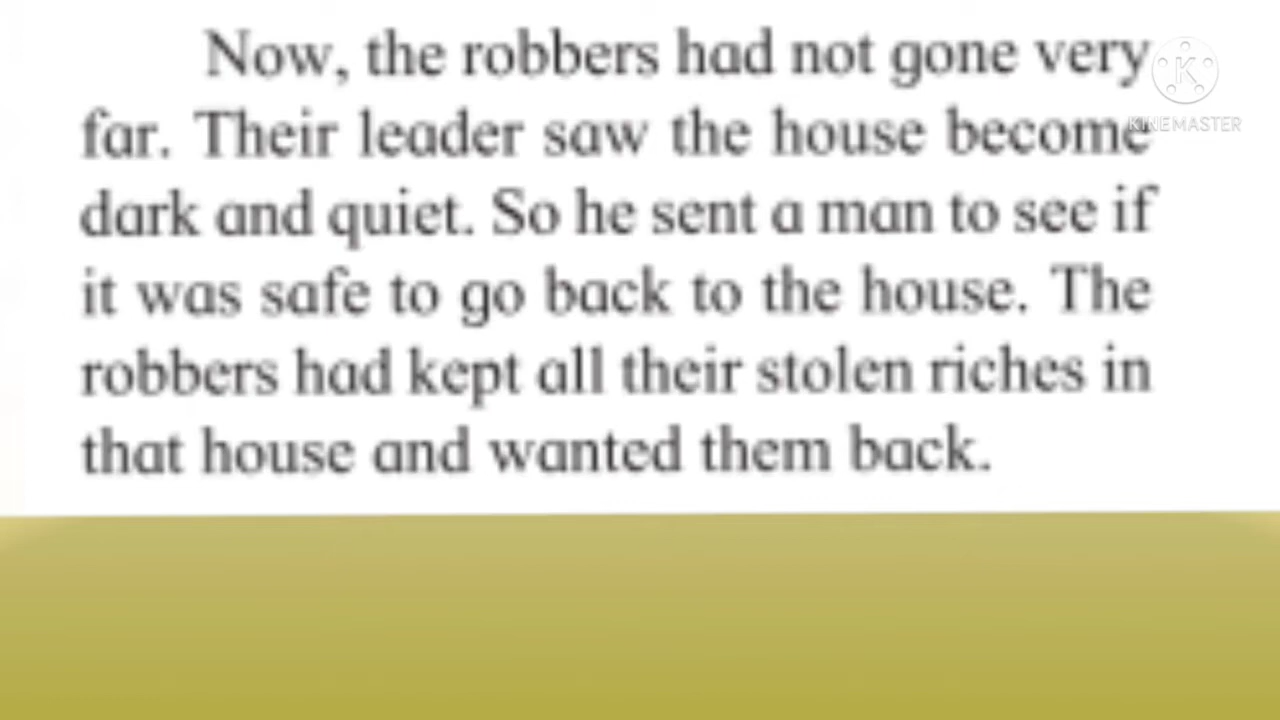 Now, the robbers had not gone very
far. Their leader saw the house become
dark and quiet. So he sent a man to see if
it was safe to go back to the house. The
robbers had kept all their stolen riches in
that house and wanted them back.
KINEMASTER